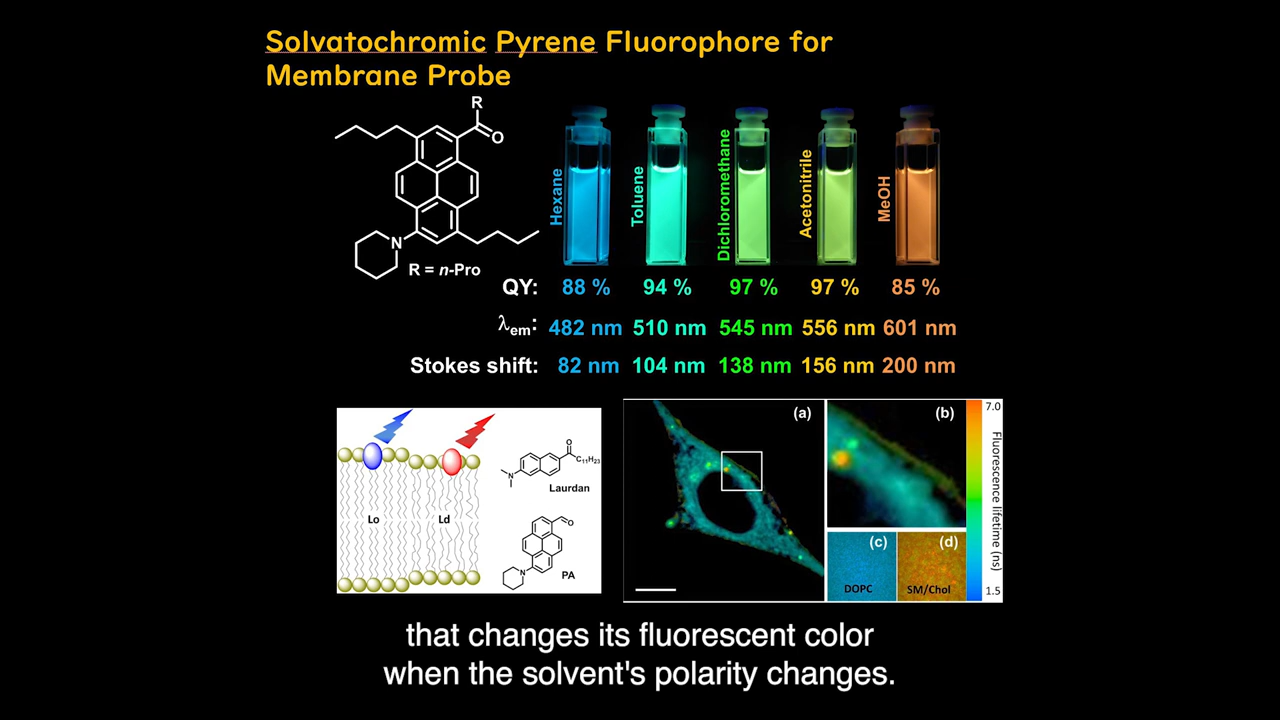 Solvatochromic Pyrene Fluorophore for
Membrane Probe
R
O
N
R = n-Pro
Hexane
Toluene
Dichloromethane
Acetonitrile
MeOH
QY: 88 % 94 % 97 % 97 % 85 %
λem: 482 nm 510 nm 545 nm 556 nm 601 nm
Stokes shift: 82 nm 104 nm 138 nm 156 nm 200 nm
Lo
Ld
O
C11H23
N
Laurdan
O
N
PA
(a)
(b)
(c)
DOPC
(d)
SM/Chol
7.0
Fluorescence lifetime (ns)
1.5
that changes its fluorescent color
when the solvent's polarity changes.